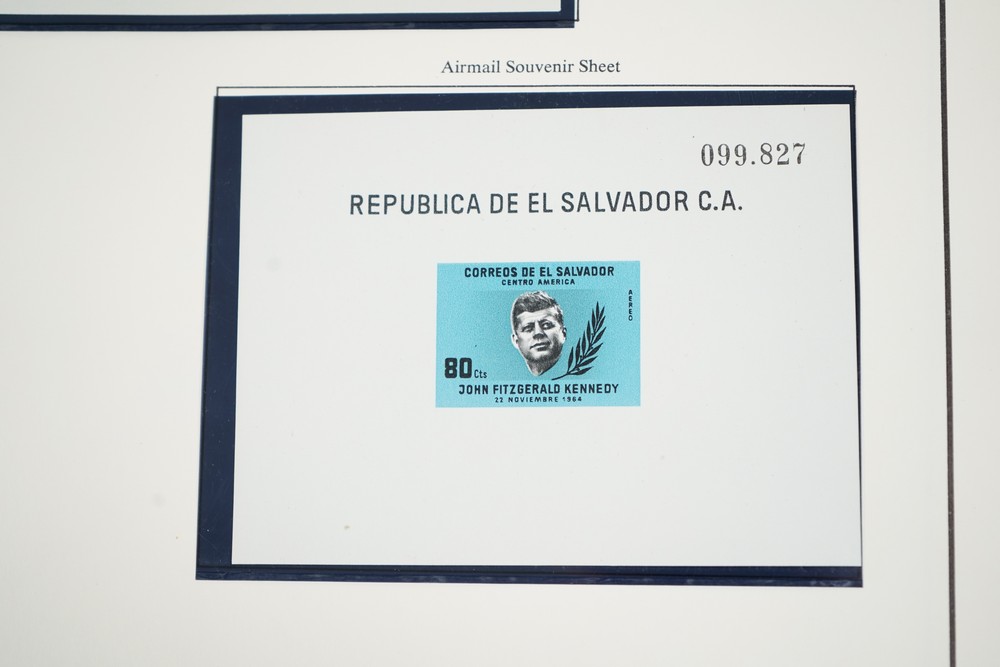 Airmail Souvenir Sheet
099.827
REPUBLICA DE EL SALVADOR C.A.
CORREOS DE EL SALVADOR
CENTRO AMERICA
AEREO
80 Cts
JOHN FITZGERALD KENNEDY
22 NOVIEMBRE 1964